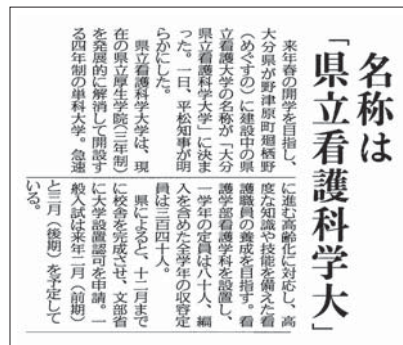 名称は
「県立看護科学大」
来年春の開学を目指し、
大分県が野津原町廻栖野
（めぐすの）に建設中の県
立看護大学の名称が「大分
県立看護科学大学」に決ま
った。一日、平松知事が明
らかにした。
県立看護科学大学は、現
在の県立厚生学院（三年制）
を発展的に解消して開設す
る四年制の単科大学。急速
に進む高齢化に対応し、高
度な知識や技能を備えた看
護職員の養成を目指す。看
護学部看護学科を設置し、
一学年の定員は八十人、編
入を含めた全学年の収容定
員は三百四十人。
県によると、十二月まで
に校舎を完成させ、文部省
に大学設置認可を申請。一
般入試は来年二月（前期）
と三月（後期）を予定して
いる。